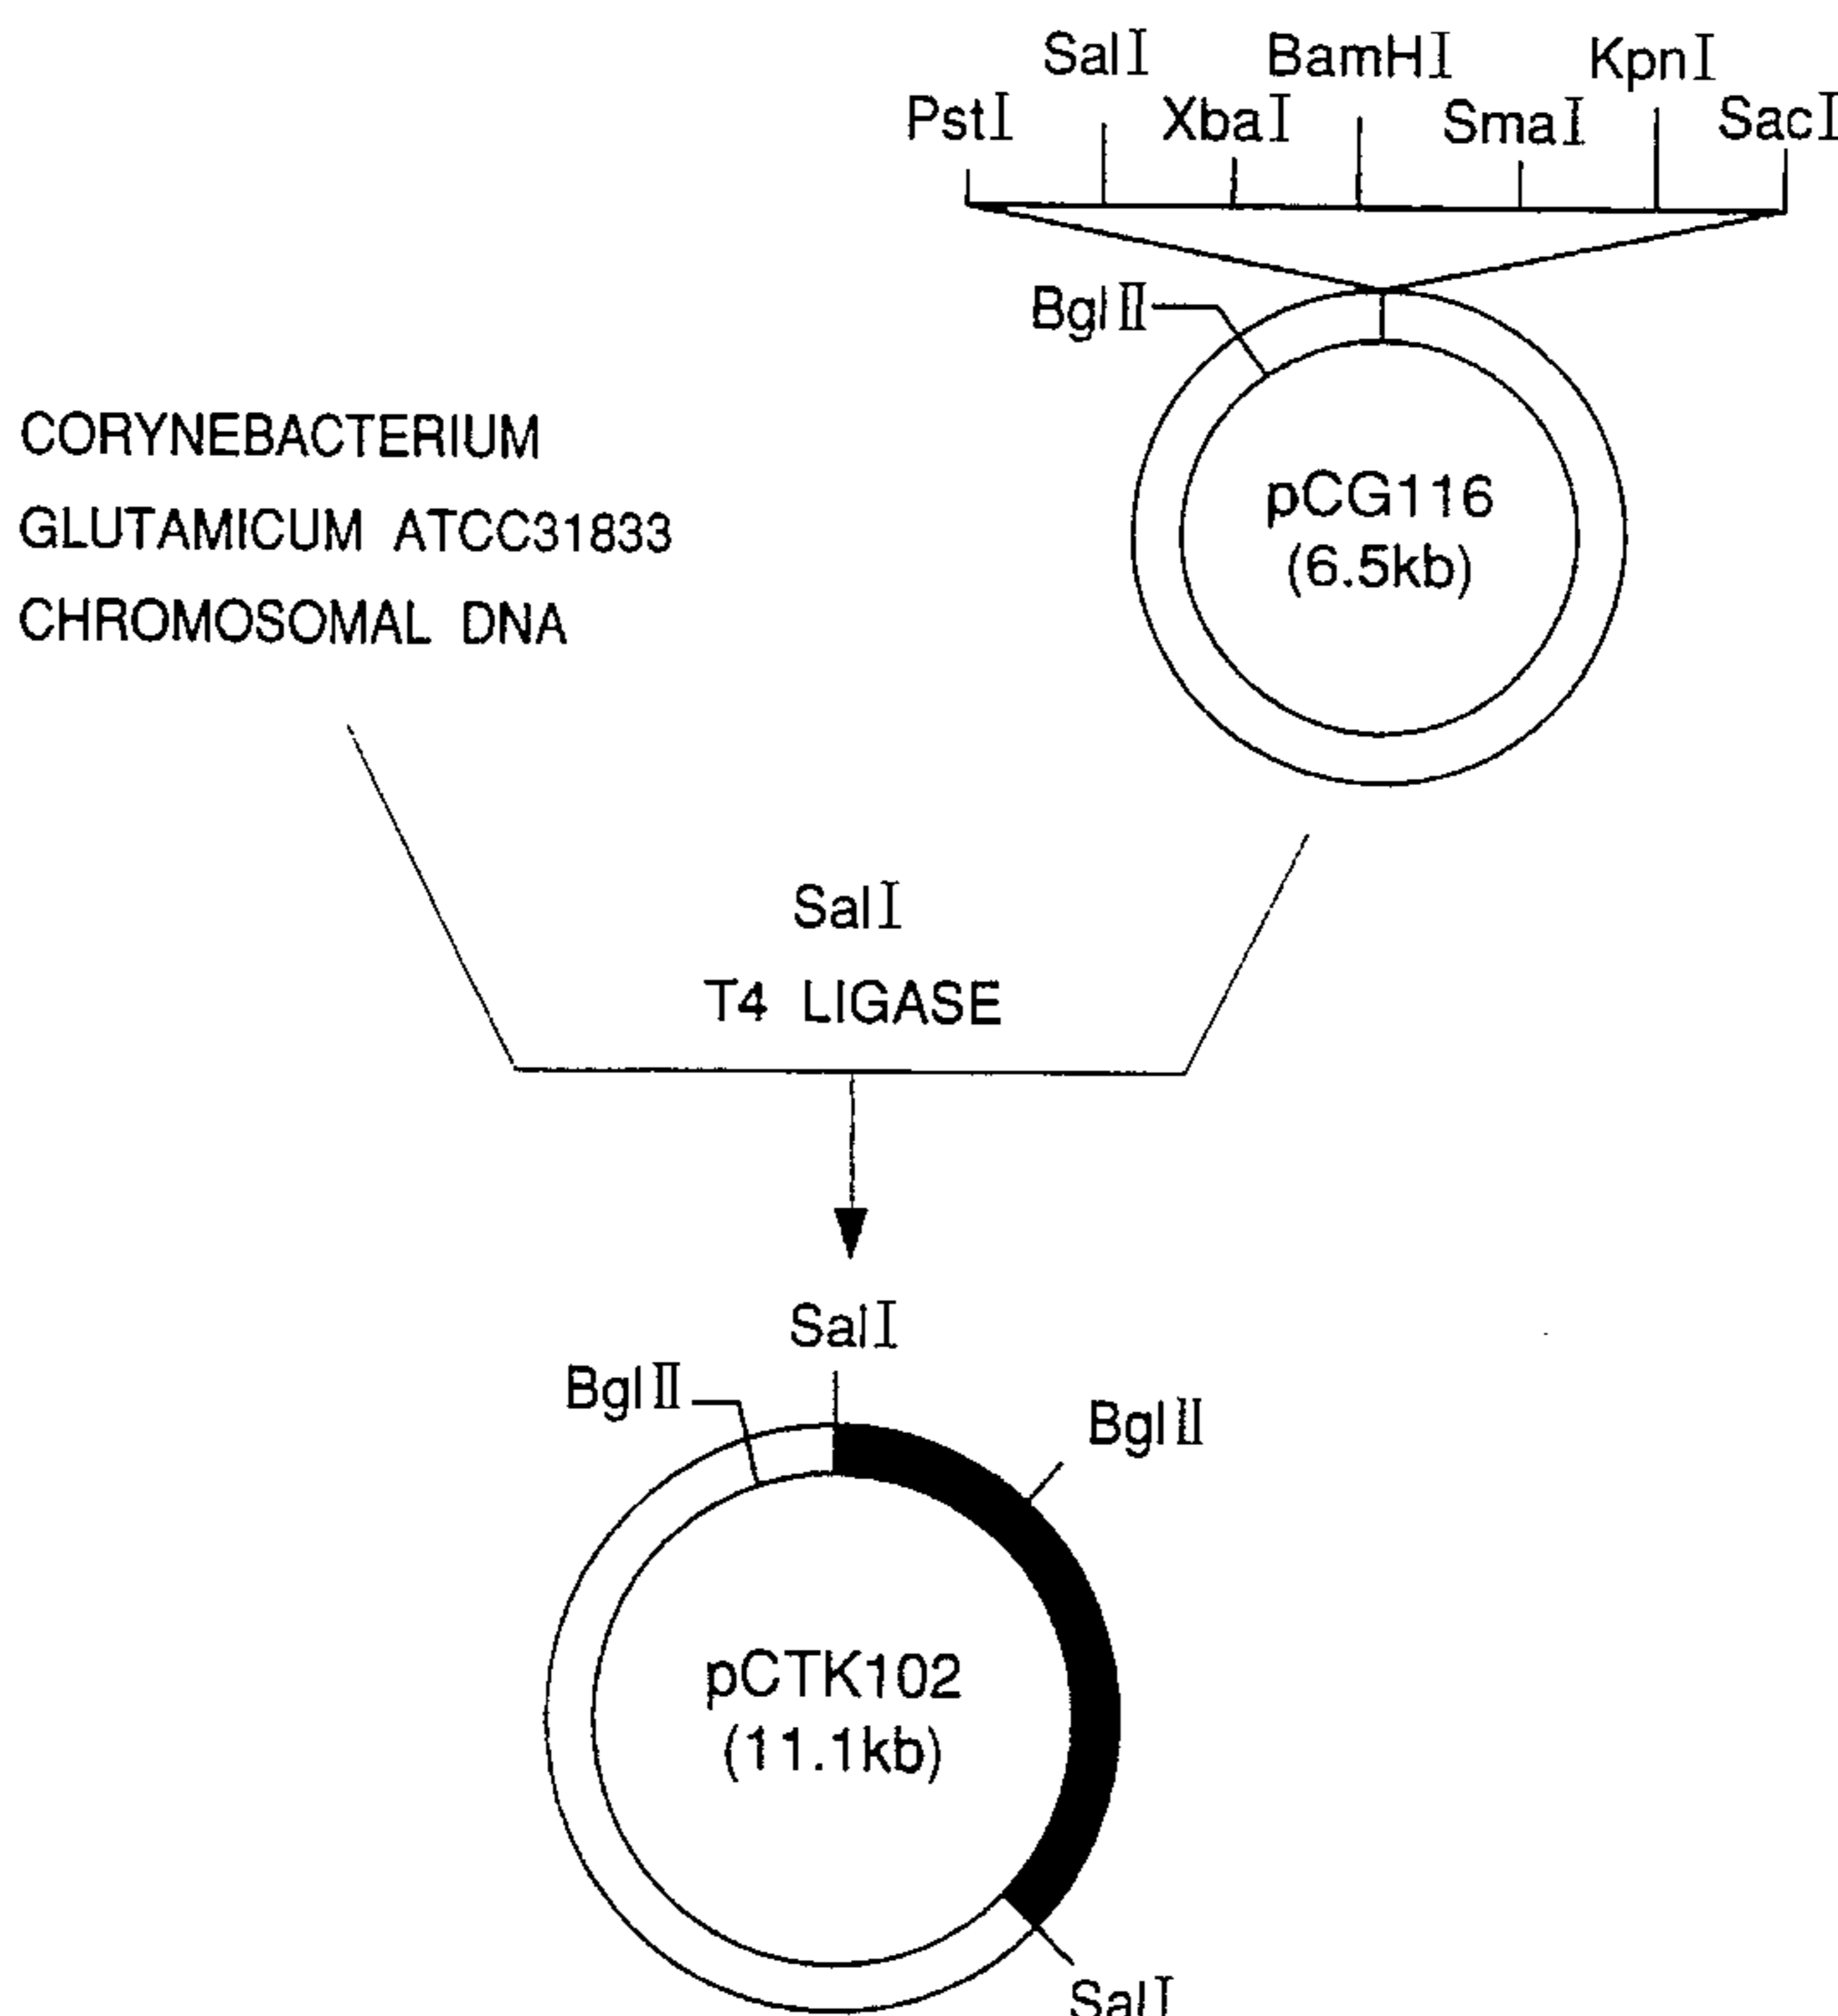 SalⅠ BamHⅠ KpnⅠ
PstⅠ XbaⅠ SmaⅠ SacⅠ
BglⅡ
CORYNEBACTERIUM
GLUTAMICUM ATCC31833
CHROMOSOMAL DNA
pCG116
(6.5kb)
SalⅠ
T4 LIGASE
SalⅠ
BglⅡ
BglⅡ
pCTK102
(11.1kb)
SalⅠ